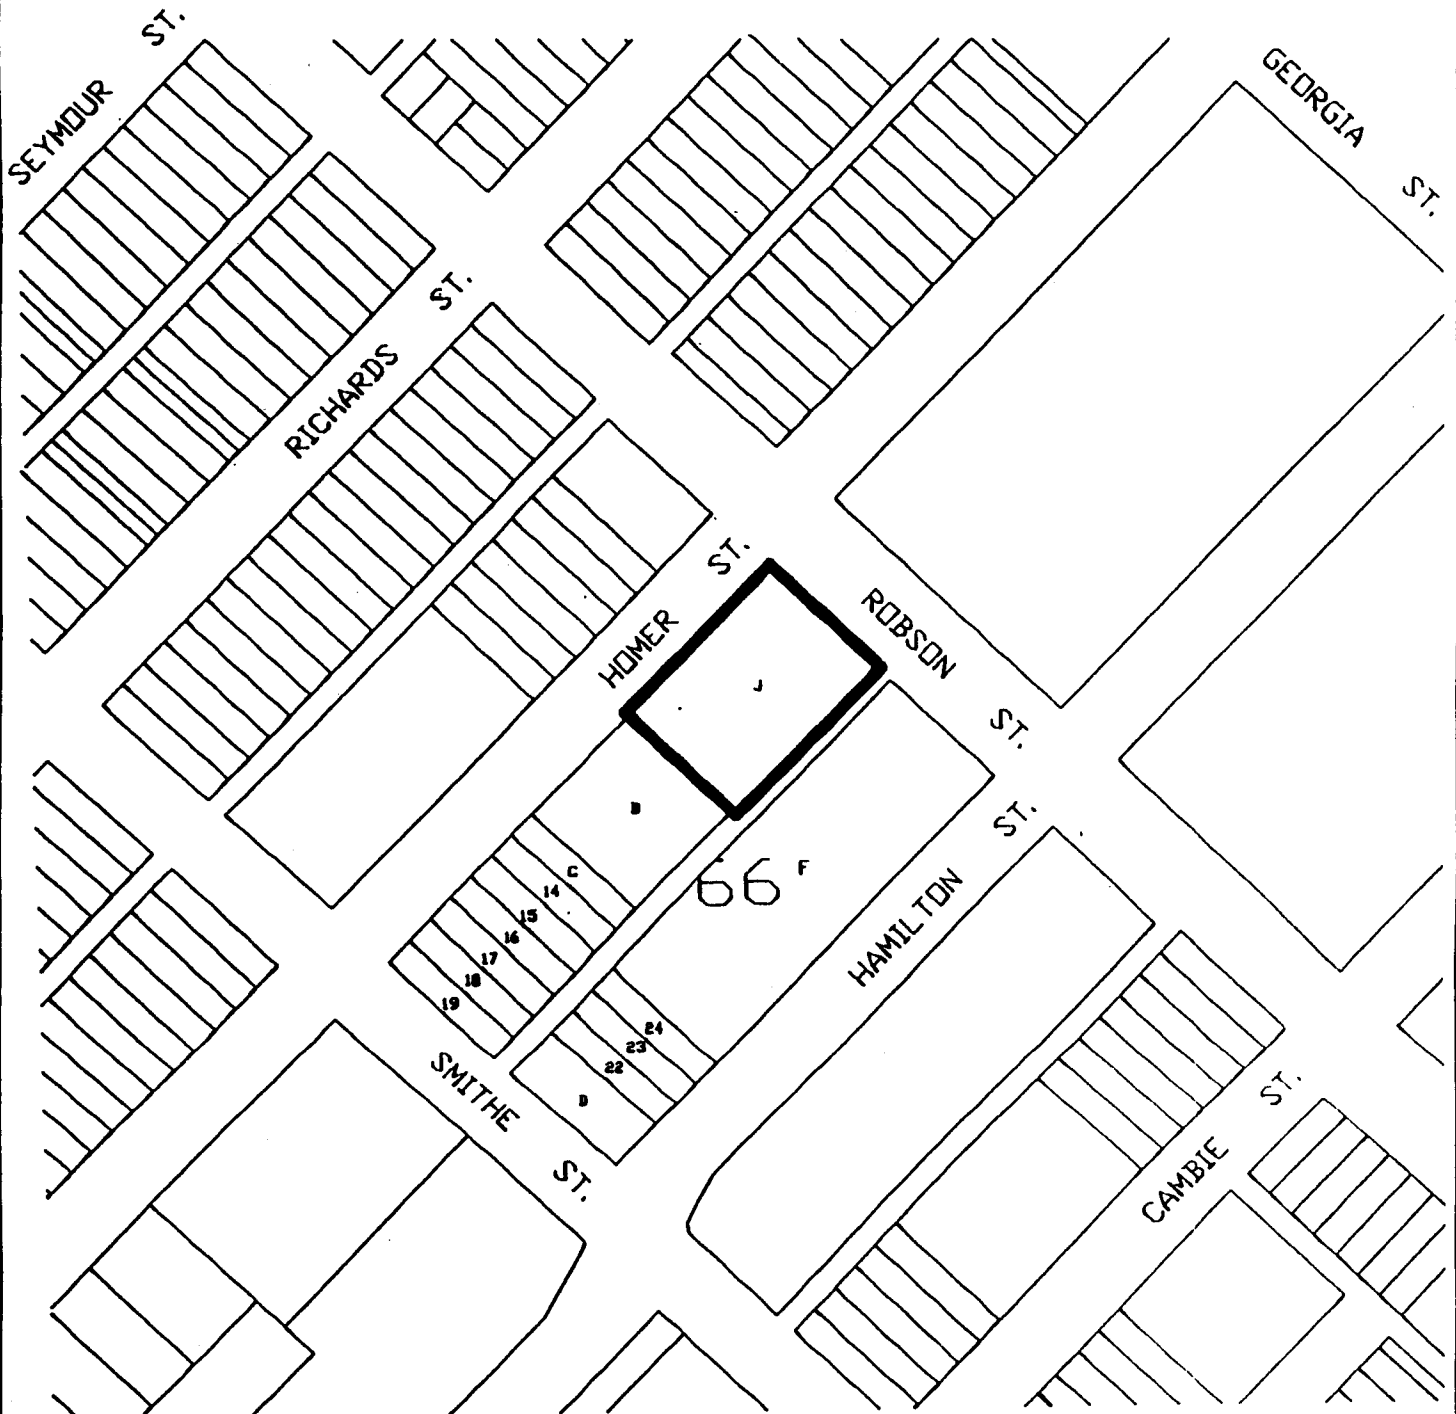 SEYMOUR ST.
GEORGIA ST.
RICHARDS ST.
HOMER ST.
ROBSON ST.
J
B
66 F
C
14
15
16
17
18
19
HAMILTON ST.
24
23
22
D
SMITHE ST.
CAMBIE ST.